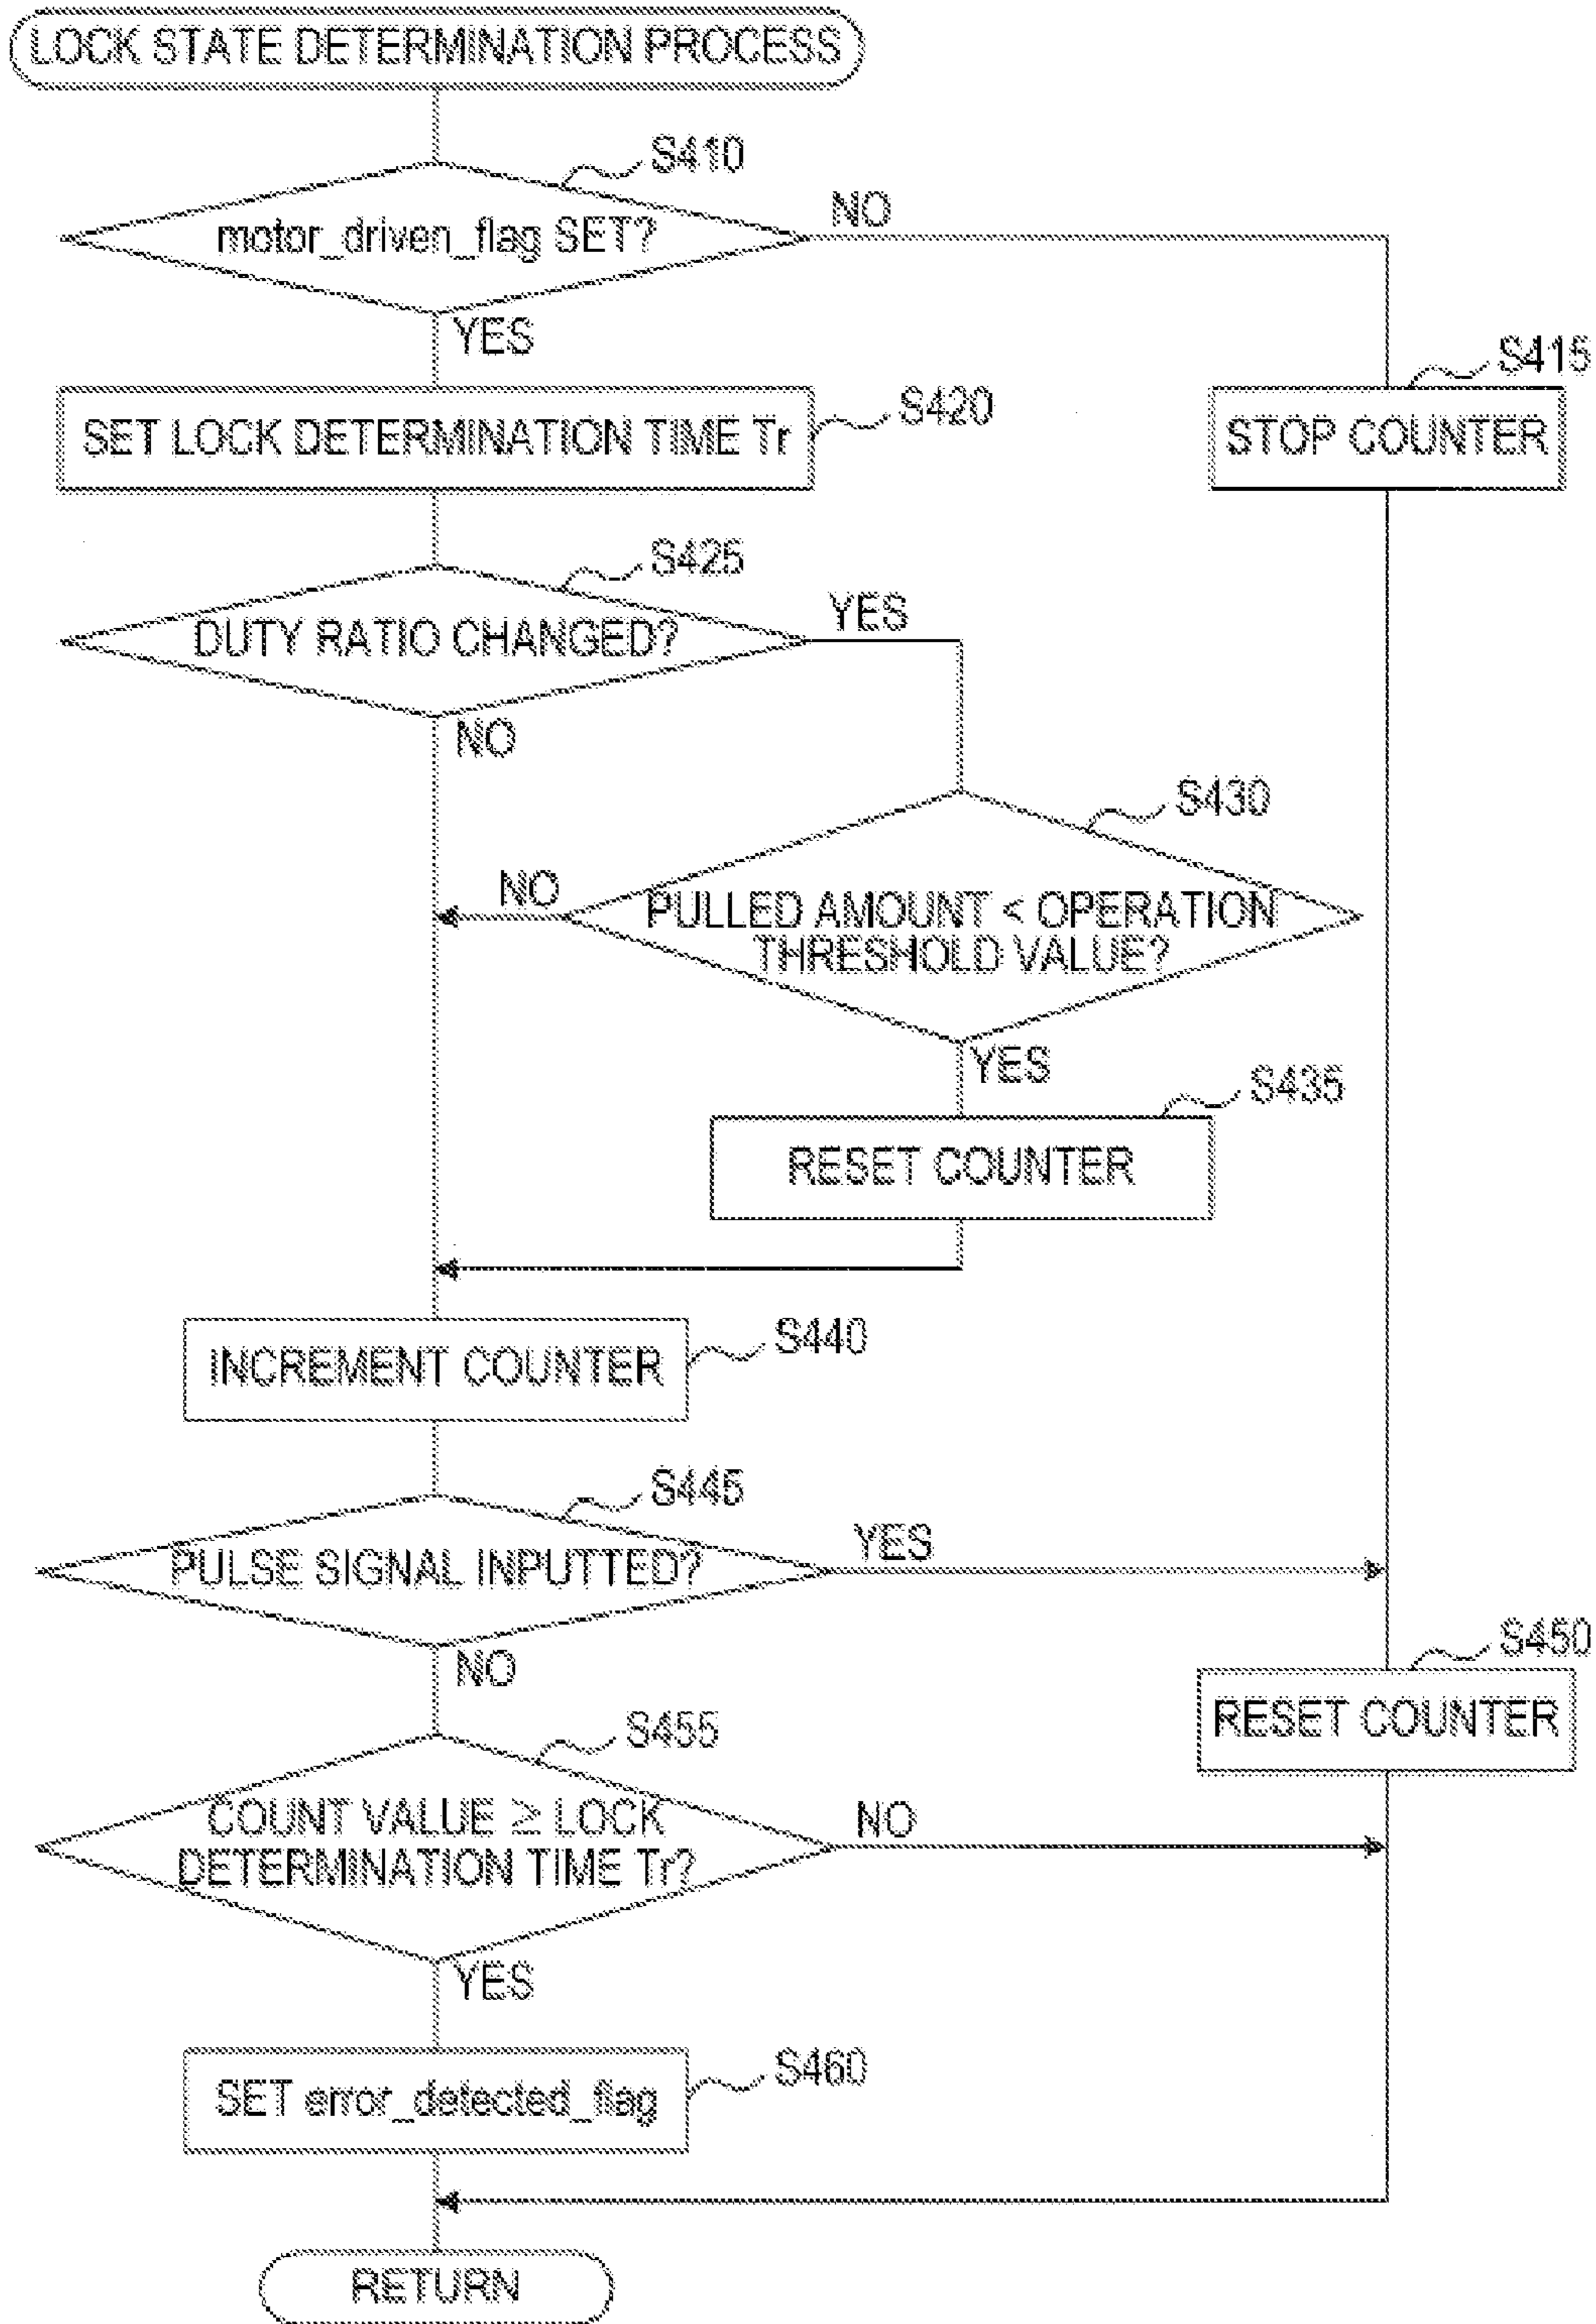 LOCK STATE DETERMINATION PROCESS
S410
motor_driven_flag SET?
NO
YES
S415
STOP COUNTER
S420
SET LOCK DETERMINATION TIME Tr
S425
DUTY RATIO CHANGED?
YES
NO
S430
NO
PULLED AMOUNT < OPERATION
THRESHOLD VALUE?
YES
S435
RESET COUNTER
S440
INCREMENT COUNTER
S445
PULSE SIGNAL INPUTTED?
YES
NO
S450
RESET COUNTER
S455
COUNT VALUE ≥ LOCK
DETERMINATION TIME Tr?
NO
YES
S460
SET error_detected_flag
RETURN